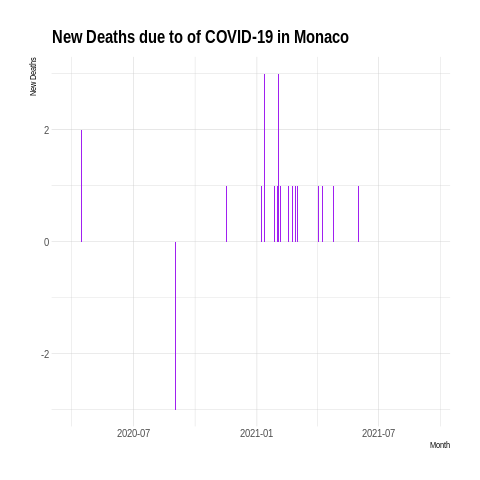 New Deaths due to of COVID-19 in Monaco
New Deaths
2
0
-2
2020-07
2021-01
2021-07
Month